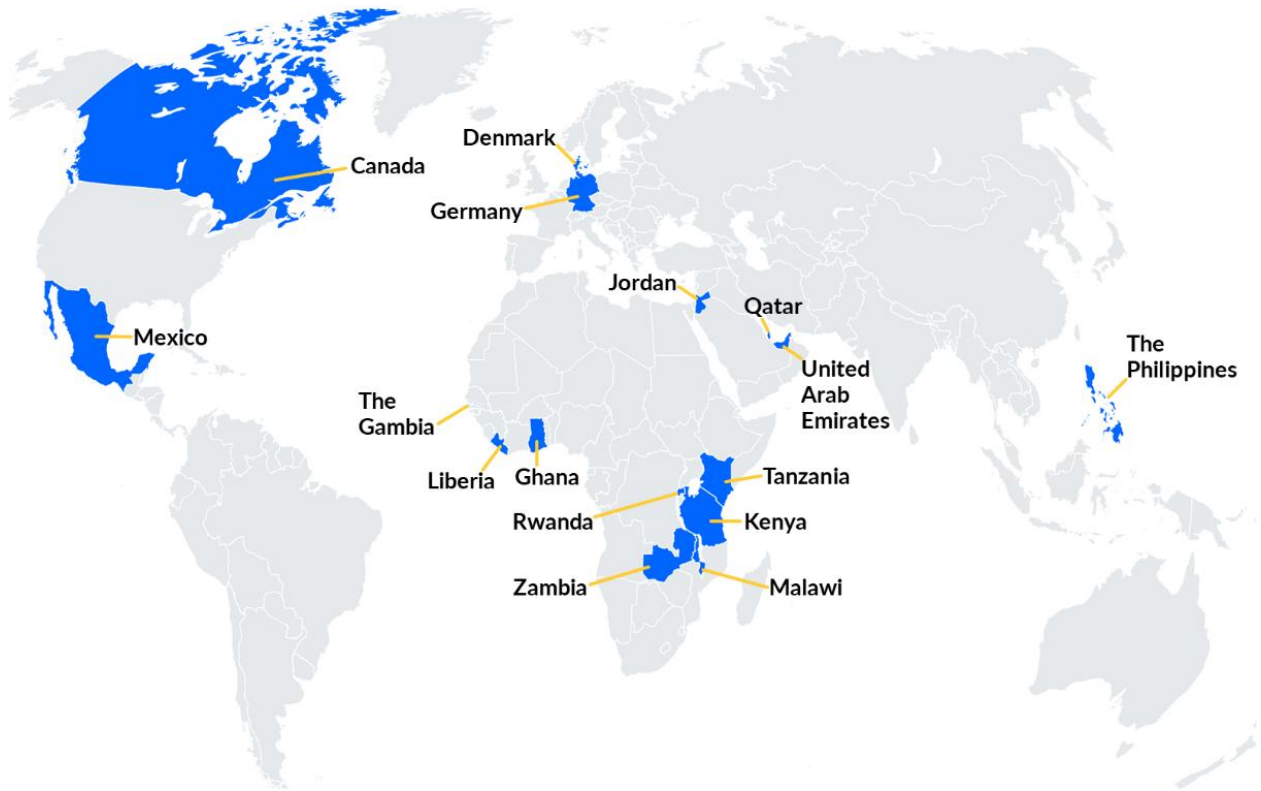 Denmark
Canada
Germany
Jordan
Qatar
Mexico
The
Philippines
United
Arab
Emirates
The
Gambia
Liberia
Ghana
Tanzania
Rwanda
Kenya
Zambia
Malawi